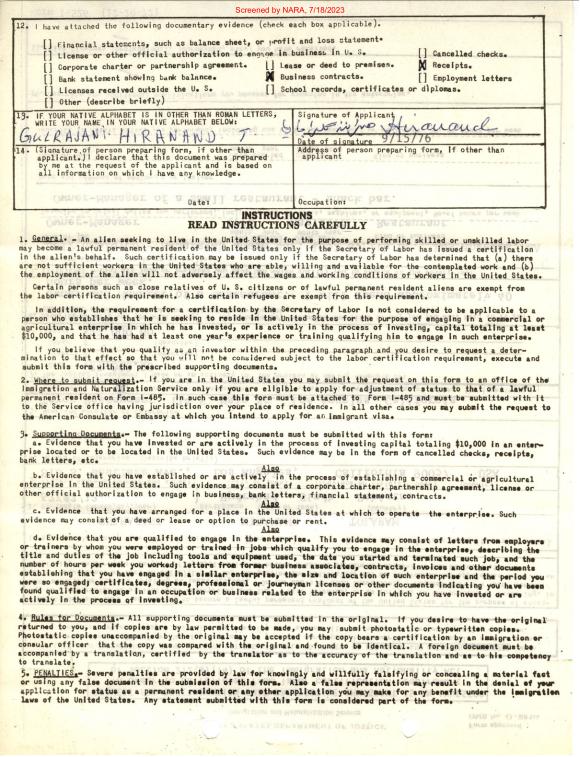 Screened by NARA, 7/18/2023
12. I have attached the following documentary evidence (check each box applicable).
[] Financial statements, such as balance sheet, or profit and loss statement.
[] License or other official authorization to engage in business in U. S.
[] Cancelled checks.
[] Corporate charter or partnership agreement.
[] Lease or deed to premises.
[X] Receipts.
[] Bank statement showing bank balance.
[X] Business contracts.
[] Employment letters
[] Licenses received outside the U. S.
[] School records, certificates or diplomas.
[] Other (describe briefly)
13. IF YOUR NATIVE ALPHABET IS IN OTHER THAN ROMAN LETTERS,
WRITE YOUR NAME IN YOUR NATIVE ALPHABET BELOW:
GULRAJANI HIRANAND T.
Signature of Applicant
Hiranand
Date of signature 9/15/76
14. (Signature of person preparing form, if other than
applicant.) I declare that this document was prepared
by me at the request of the applicant and is based on
all information on which I have any knowledge.
Date:
Address of person preparing form, if other than
applicant
Occupation:
INSTRUCTIONS
READ INSTRUCTIONS CAREFULLY
1. General. - An alien seeking to live in the United States for the purpose of performing skilled or unskilled labor
may become a lawful permanent resident of the United States only if the Secretary of Labor has issued a certification
in the alien's behalf. Such certification may be issued only if the Secretary of Labor has determined that (a) there
are not sufficient workers in the United States who are able, willing and available for the contemplated work and (b)
the enployment of the alien will not adversely affect the wages and working conditions of workers in the United States.
Certain persons such as close relatives of U. S. citizens or of lawful permanent resident aliens are exempt from
the labor certification requirement. Also certain refugees are exempt from this requirement.
In addition, the requirement for a certification by the Secretary of Labor is not considered to be applicable to a
person who establishes that he is seeking to reside in the United States for the purpose of engaging in a commercial or
agricultural enterprise in which he has invested, or is actively in the process of investing, capital totaling at least
$10,000, and that he has had at least one year's experience or training qualifying him to engage in such enterprise.
If you believe that you qualify as an investor within the preceding paragraph and you desire to request a deter-
mination to that effect so that you will not be considered subject to the labor certification requirement, execute and
submit this form with the prescribed supporting documents.
2. Where to submit request.- If you are in the United States you may submit the request on this form to an office of the
Immigration and Naturalization Service only if you are eligible to apply for adjustment of status to that of a lawful
permanent resident on Form I-485. In such case this form must be attached to Form I-485 and must be submitted with it
to the Service office having jurisdiction over your place of residence. In all other cases you may submit the request to
the American Consulate or Embassy at which you intend to apply for an immigrant visa.
3. Supporting Documents.- The following supporting documents must be submitted with this form:
a. Evidence that you have invested or are actively in the process of investing capital totaling $10,000 in an enter-
prise located or to be located in the United States. Such evidence may be in the form of cancelled checks, receipts,
bank letters, etc.
Also
b. Evidence that you have established or are actively in the process of establishing a commercial or agricultural
enterprise in the United States. Such evidence may consist of a corporate charter, partnership agreement, license or
other official authorization to engage in business, bank letters, financial statement, contracts.
Also
c. Evidence that you have arranged for a place in the United States at which to operate the enterprise. Such
evidence may consist of a deed or lease or option to purchase or rent.
Also
d. Evidence that you are qualified to engage in the enterprise. This evidence may consist of letters from employers
or trainers by whom you were employed or trained in jobs which qualify you to engage in the enterprise, describing the
title and duties of the job including tools and equipment used, the date you started and terminated such job, and the
number of hours per week you worked; letters from former business associates, contracts, invoices and other documents
establishing that you have engaged in a similar enterprise, the size and location of such enterprise and the period you
were so engaged; certificates, degrees, professional or journeyman licenses or other documents indicating you have been
found qualified to engage in an occupation or business related to the enterprise in which you have invested or are
actively in the process of investing.
4. Rules for Documents.- All supporting documents must be submitted in the original. If you desire to have the original
returned to you, and if copies are by law permitted to be made, you may submit photostatic or typewritten copies.
Photostatic copies unaccompanied by the original may be accepted if the copy bears a certification by an immigration or
consular officer that the copy was compared with the original and found to be identical. A foreign document must be
accompanied by a translation, certified by the translator as to the accuracy of the translation and as to his competency
to translate.
5. PENALTIES.- Severe penalties are provided by law for knowingly and willfully falsifying or concealing a material fact
or using any false document in the submission of this form. Also a false representation may result in the denial of your
application for status as a permanent resident or any other application you may make for any benefit under the immigration
laws of the United States. Any statement submitted with this form is considered part of the form.